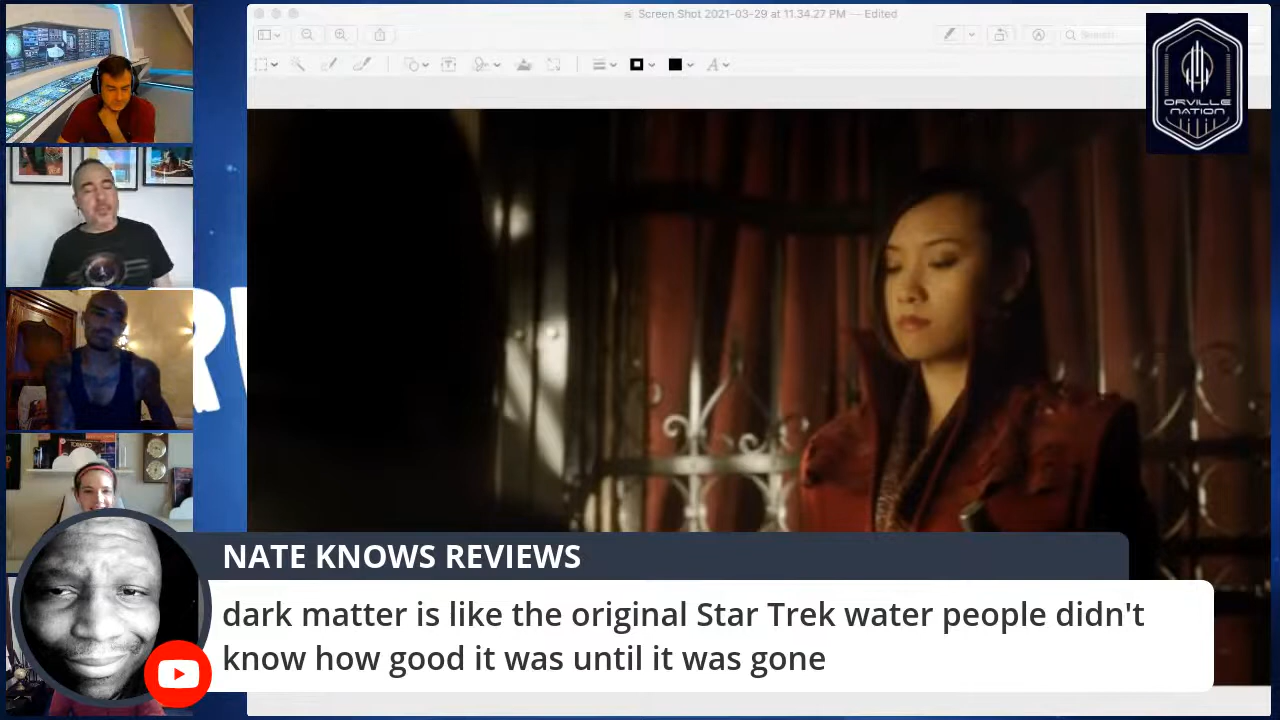 Screen Shot 2021-03-29 at 11.34.27 PM — Edited
Search
ORVILLE
NATION
NATE KNOWS REVIEWS
dark matter is like the original Star Trek water people didn't
know how good it was until it was gone